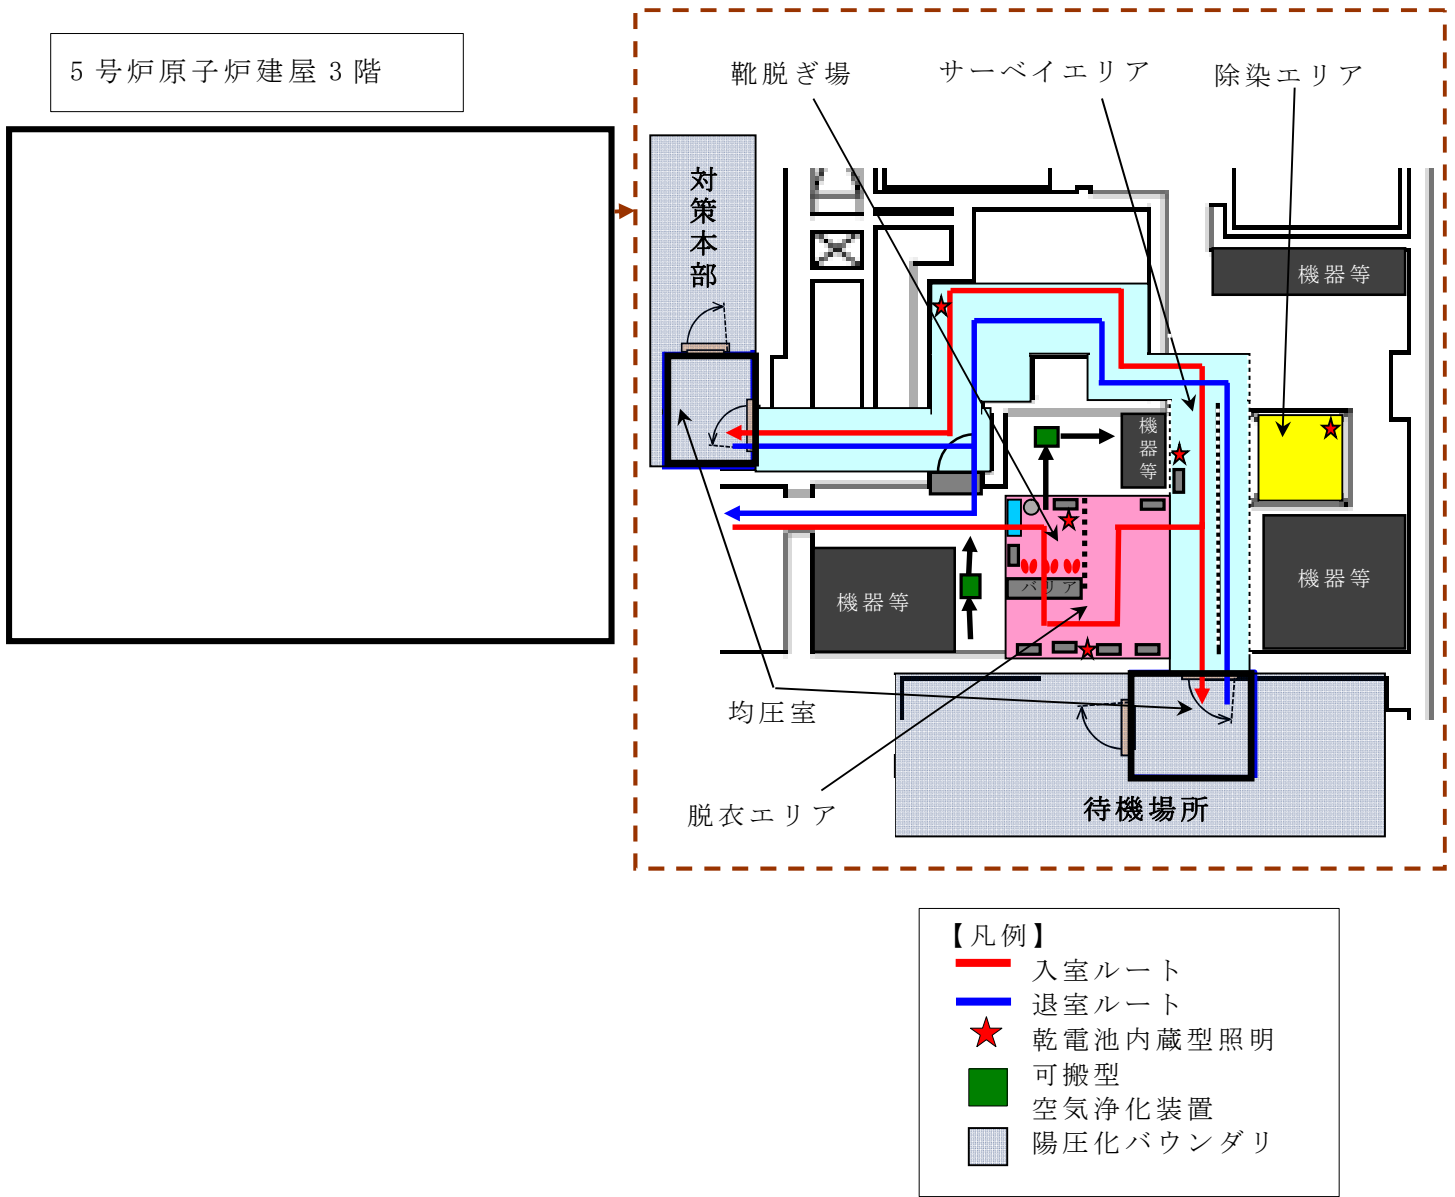 5号炉原子炉建屋3階
靴脱ぎ場
サーベイエリア
除染エリア
対策本部
機器等
機器等
バリア
機器等
機器等
均圧室
脱衣エリア
待機場所
【凡例】
入室ルート
退室ルート
乾電池内蔵型照明
可搬型
空気浄化装置
陽圧化バウンダリ